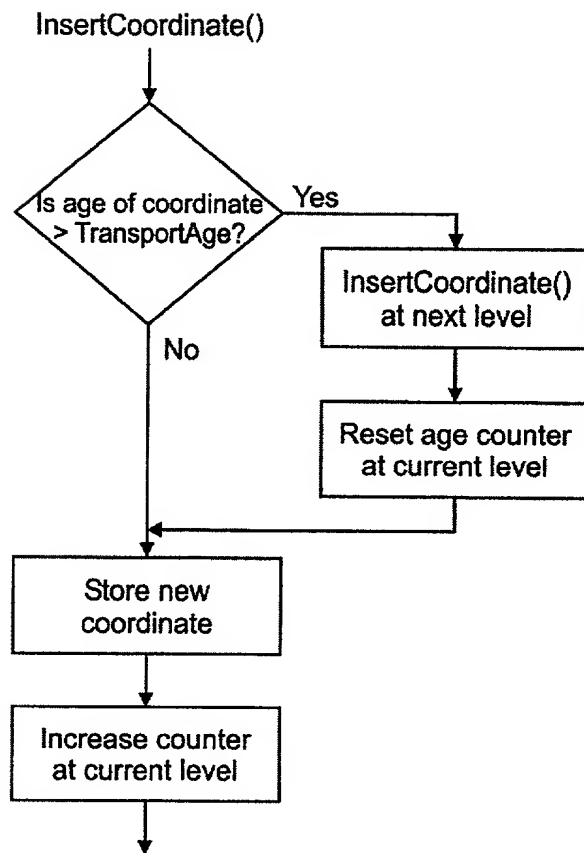 InsertCoordinate()
Is age of coordinate
> TransportAge?
Yes
InsertCoordinate()
at next level
No
Reset age counter
at current level
Store new
coordinate
Increase counter
at current level